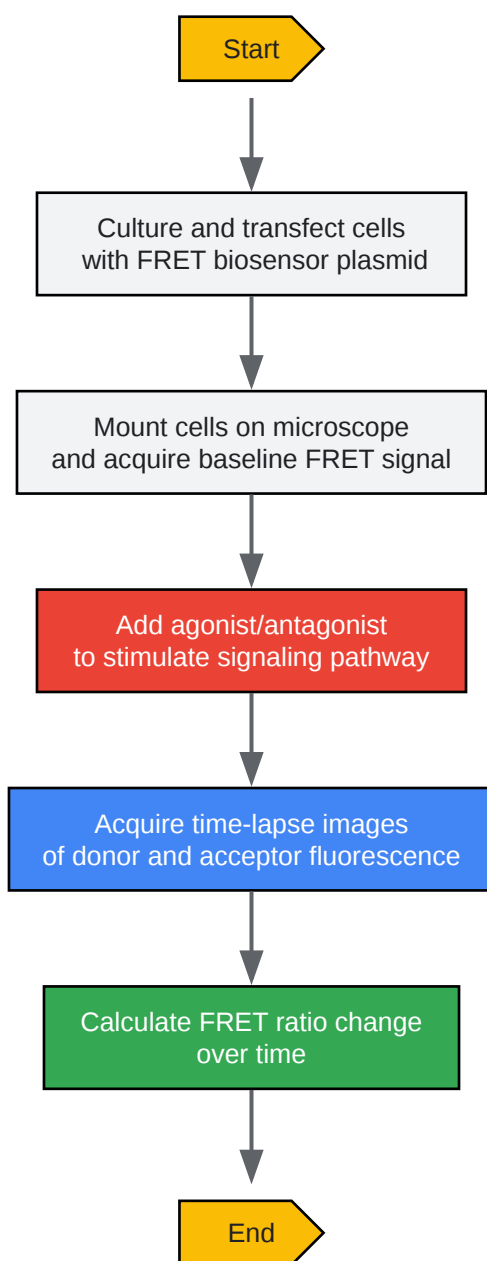 Start
Culture and transfect cells
with FRET biosensor plasmid
Mount cells on microscope
and acquire baseline FRET signal
Add agonist/antagonist
to stimulate signaling pathway
Acquire time-lapse images
of donor and acceptor fluorescence
Calculate FRET ratio change
over time
End